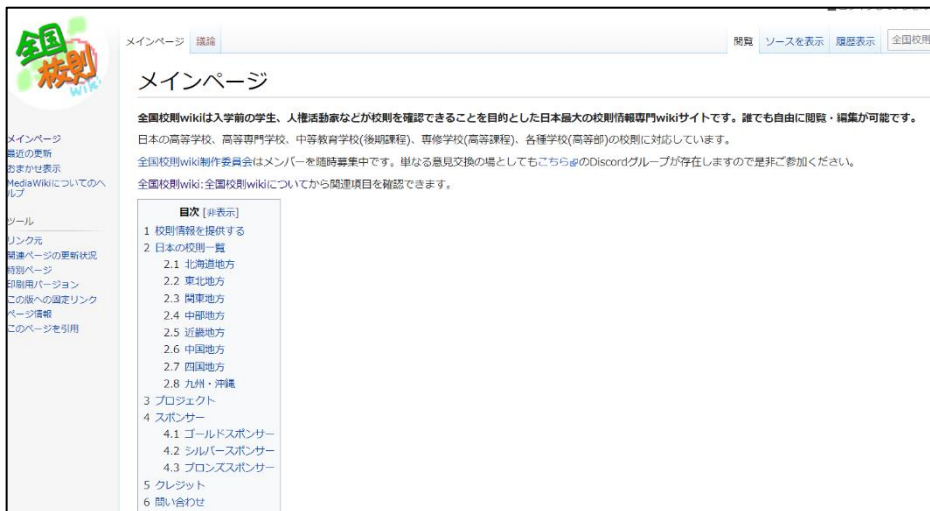 全国
校則
Wiki
メインページ
議論
閲覧
ソースを表示
履歴表示
全国校則
メインページ
全国校則wikiは入学前の学生、人権活動家などが校則を確認できることを目的とした日本最大の校則情報専門wikiサイトです。誰でも自由に閲覧・編集が可能です。
日本の高等学校、高等専門学校、中等教育学校(後期課程)、専修学校(高等課程)、各種学校(高等部)の校則に対応しています。
全国校則wiki制作委員会はメンバーを随時募集中です。単なる意見交換の場としてもこちらのDiscordグループが存在しますので是非ご参加ください。
全国校則wiki:全国校則wikiについてから関連項目を確認できます。
メインページ
最近の更新
おまかせ表示
MediaWikiについてのヘ
ルプ
ツール
リンク元
関連ページの更新状況
特別ページ
印刷用バージョン
この版への固定リンク
ページ情報
このページを引用
目次 [非表示]
1 校則情報を提供する
2 日本の校則一覧
2.1 北海道地方
2.2 東北地方
2.3 関東地方
2.4 中部地方
2.5 近畿地方
2.6 中国地方
2.7 四国地方
2.8 九州・沖縄
3 プロジェクト
4 スポンサー
4.1 ゴールドスポンサー
4.2 シルバースポンサー
4.3 ブロンズスポンサー
5 クレジット
6 問い合わせ